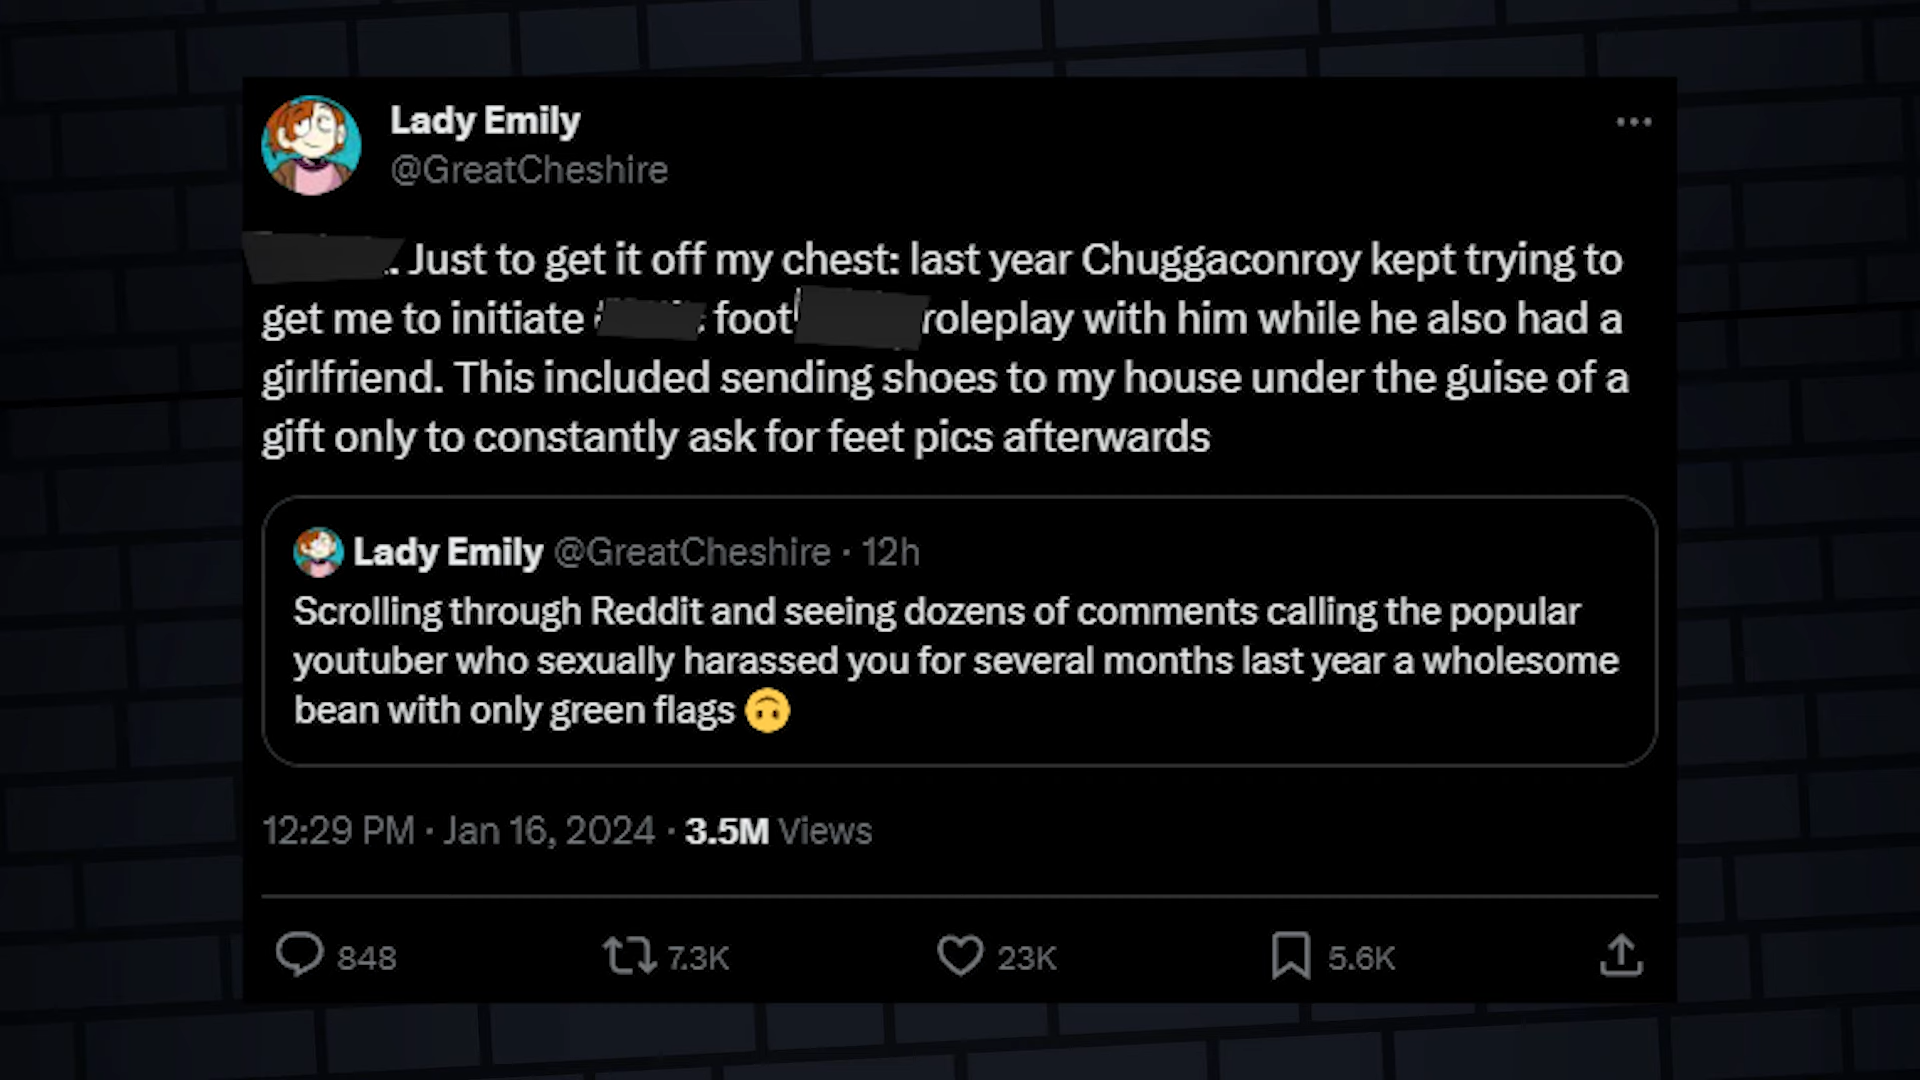 Lady Emily
@GreatCheshire
Just to get it off my chest: last year Chuggaconroy kept trying to
get me to initiate foot roleplay with him while he also had a
girlfriend. This included sending shoes to my house under the guise of a
gift only to constantly ask for feet pics afterwards
Lady Emily @GreatCheshire · 12h
Scrolling through Reddit and seeing dozens of comments calling the popular
youtuber who sexually harassed you for several months last year a wholesome
bean with only green flags 🙃
12:29 PM · Jan 16, 2024 · 3.5M Views
848 7.3K 23K 5.6K